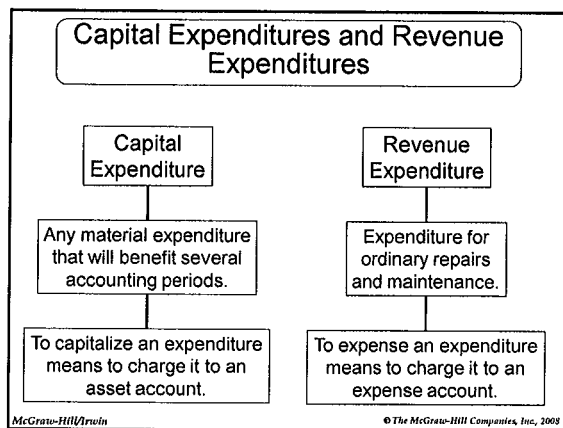 Capital Expenditures and Revenue
Expenditures
Capital
Expenditure
Any material expenditure
that will benefit several
accounting periods.
To capitalize an expenditure
means to charge it to an
asset account.
Revenue
Expenditure
Expenditure for
ordinary repairs
and maintenance.
To expense an expenditure
means to charge it to an
expense account.
McGraw-Hill/Irwin
© The McGraw-Hill Companies, Inc., 2008